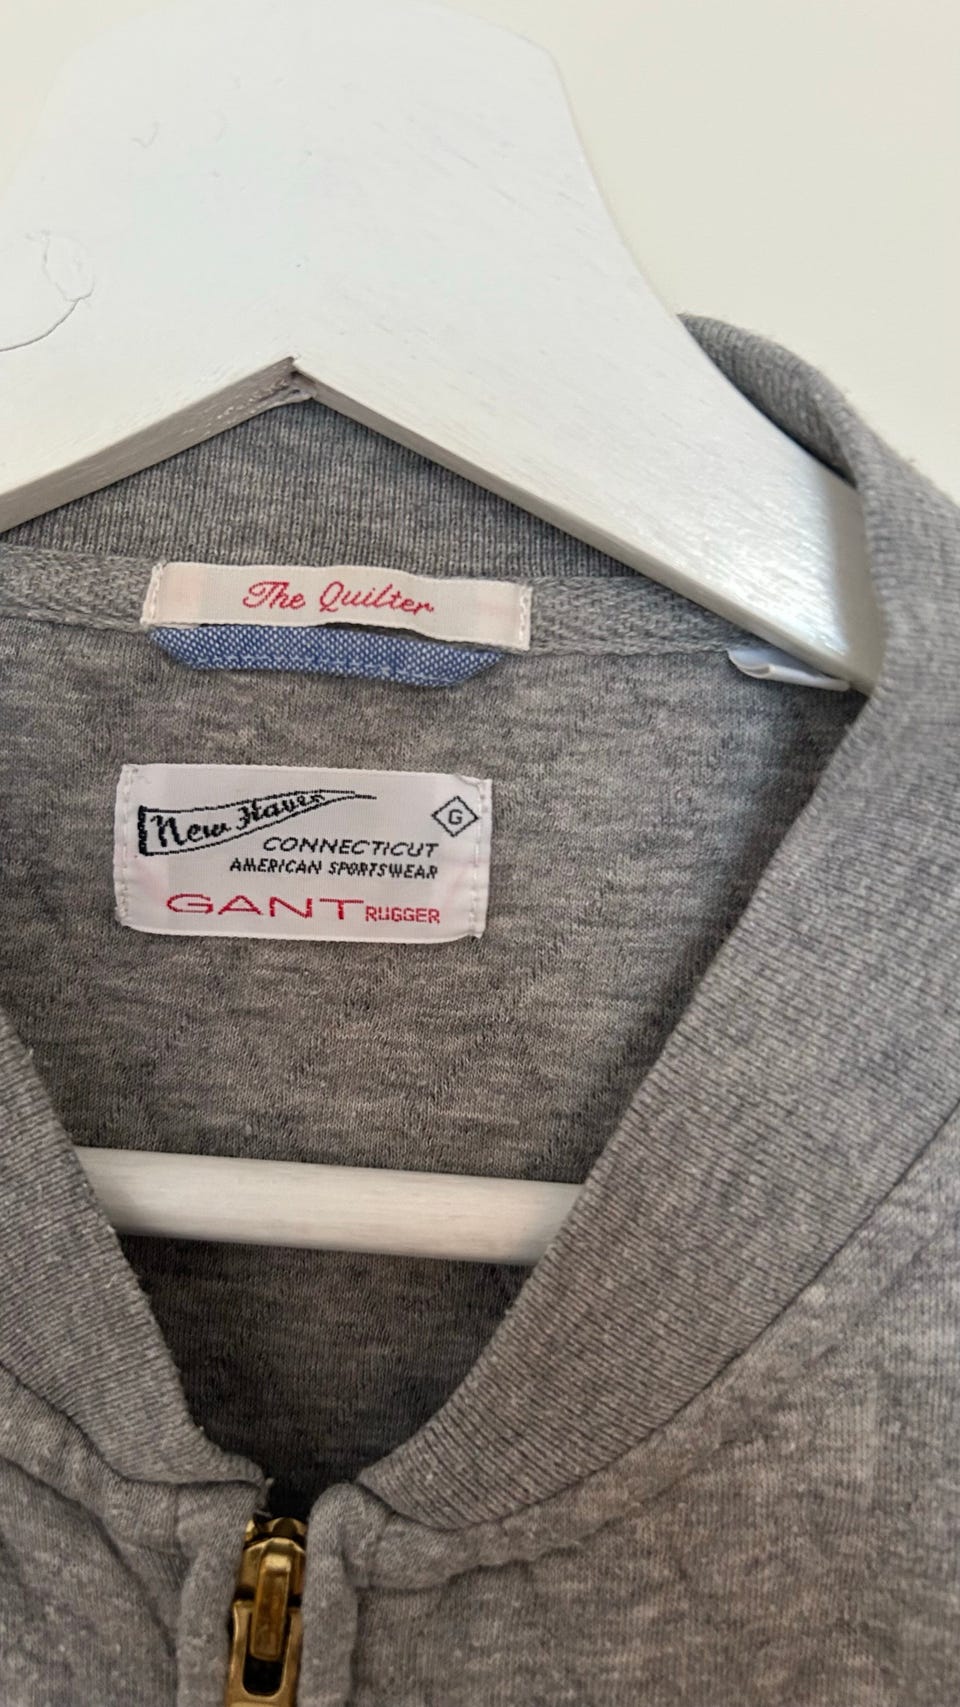 The Quilter
New Haven
G
CONNECTICUT
AMERICAN SPORTSWEAR
GANT RUGGER